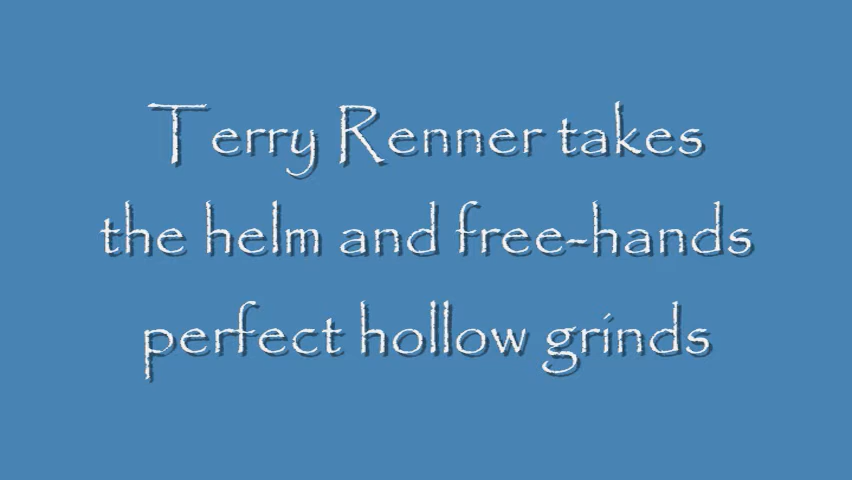 Terry Renner takes
the helm and free-hands
perfect hollow grinds